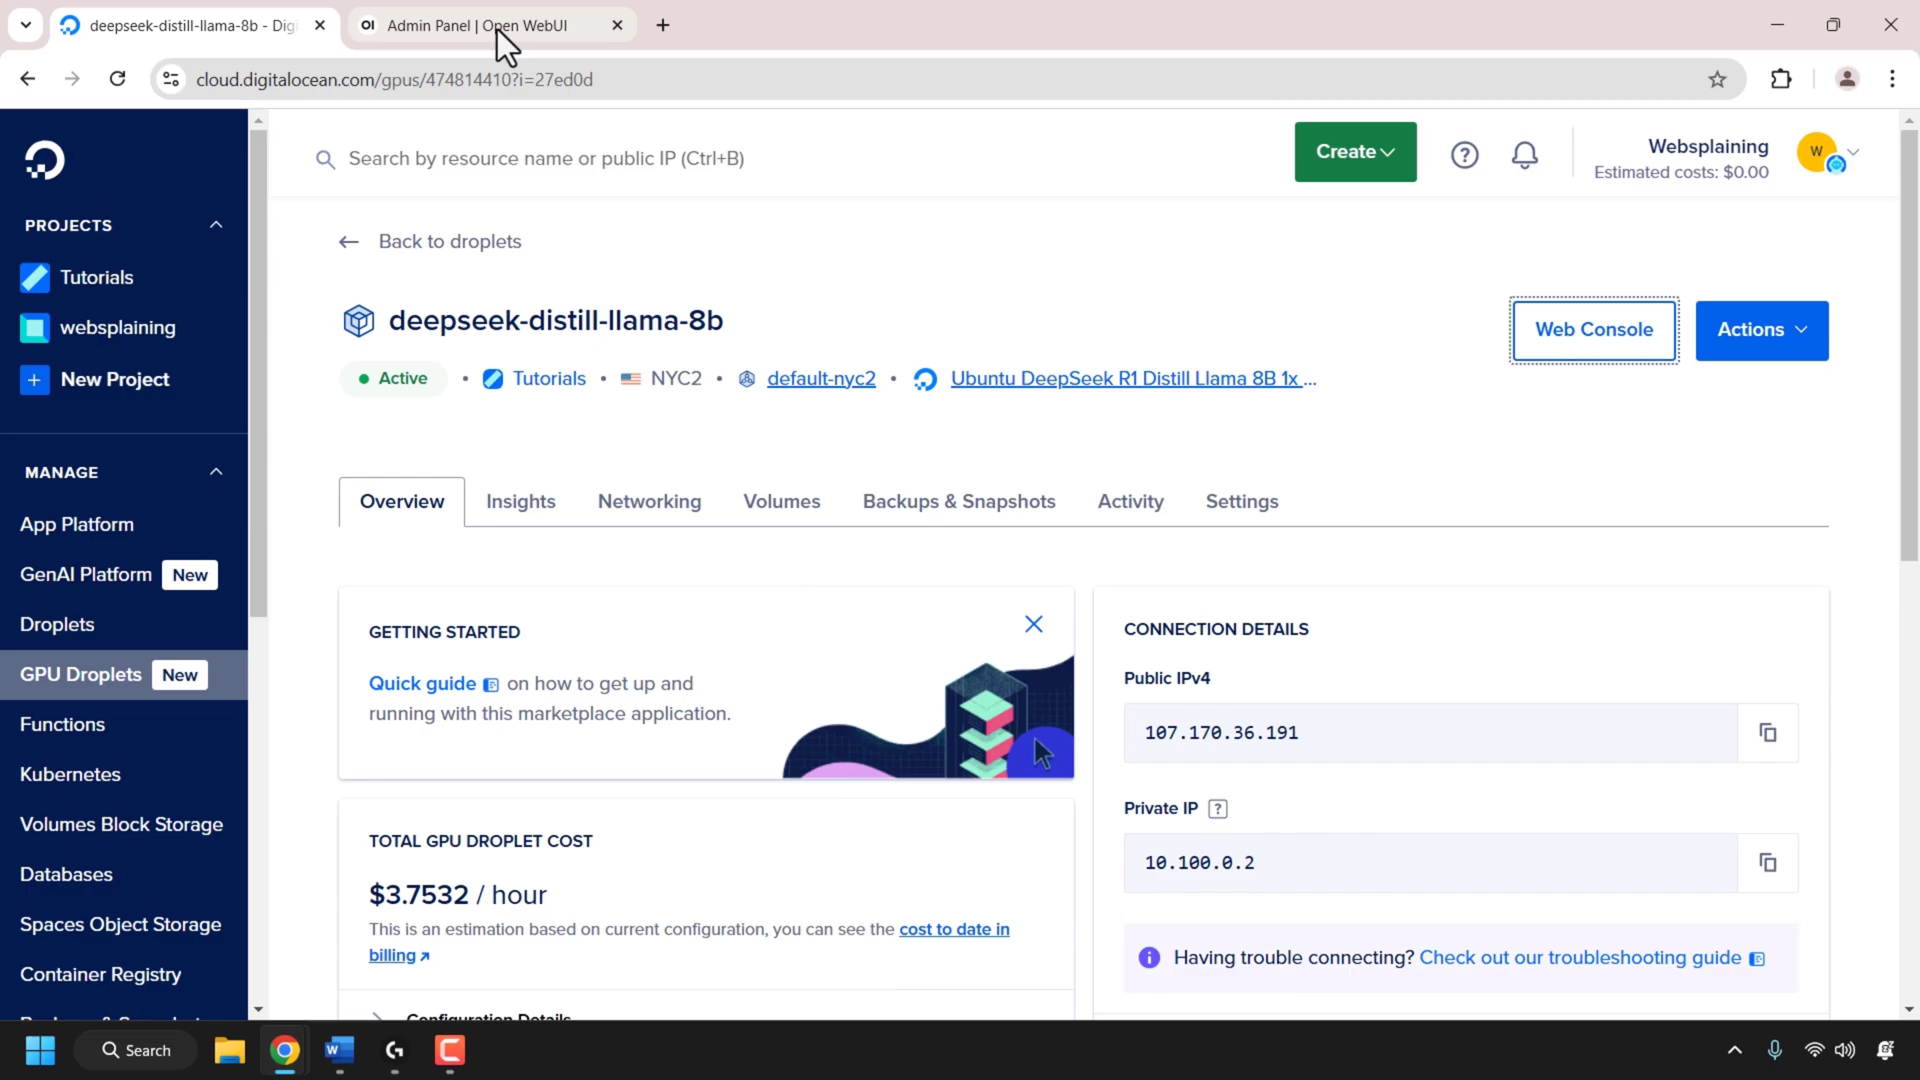 deepseek-distill-llama-8b - Digi
OI Admin Panel | Open WebUI
cloud.digitalocean.com/gpus/474814410?i=27ed0d
Search by resource name or public IP (Ctrl+B)
Create
Websplaining
Estimated costs: $0.00
W
PROJECTS
Tutorials
websplaining
New Project
MANAGE
App Platform
GenAI Platform New
Droplets
GPU Droplets New
Functions
Kubernetes
Volumes Block Storage
Databases
Spaces Object Storage
Container Registry
Back to droplets
deepseek-distill-llama-8b
Web Console
Actions
Active • Tutorials • NYC2 • default-nyc2 • Ubuntu DeepSeek R1 Distill Llama 8B 1x ...
Overview Insights Networking Volumes Backups & Snapshots Activity Settings
GETTING STARTED
Quick guide on how to get up and
running with this marketplace application.
TOTAL GPU DROPLET COST
$3.7532 / hour
This is an estimation based on current configuration, you can see the cost to date in
billing
Configuration Details
CONNECTION DETAILS
Public IPv4
107.170.36.191
Private IP ?
10.100.0.2
Having trouble connecting? Check out our troubleshooting guide
Search